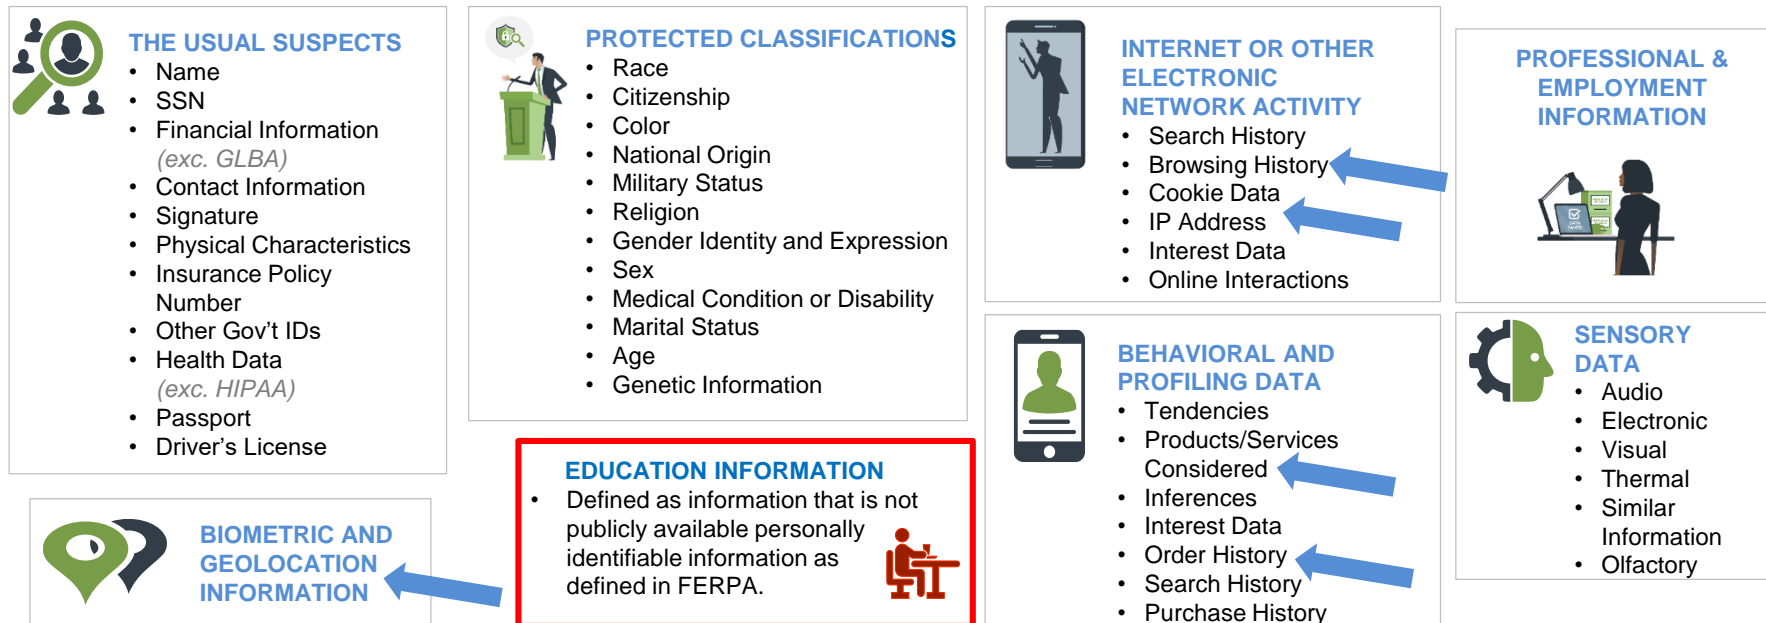 THE USUAL SUSPECTS
• Name
• SSN
• Financial Information
(exc. GLBA)
• Contact Information
• Signature
• Physical Characteristics
• Insurance Policy
Number
• Other Gov't IDs
• Health Data
(exc. HIPAA)
• Passport
• Driver's License
PROTECTED CLASSIFICATIONS
• Race
• Citizenship
• Color
• National Origin
• Military Status
• Religion
• Gender Identity and Expression
• Sex
• Medical Condition or Disability
• Marital Status
• Age
• Genetic Information
INTERNET OR OTHER
ELECTRONIC
NETWORK ACTIVITY
• Search History
• Browsing History
• Cookie Data
• IP Address
• Interest Data
• Online Interactions
PROFESSIONAL &
EMPLOYMENT
INFORMATION
BIOMETRIC AND
GEOLOCATION
INFORMATION
EDUCATION INFORMATION
• Defined as information that is not
publicly available personally
identifiable information as
defined in FERPA.
BEHAVIORAL AND
PROFILING DATA
• Tendencies
• Products/Services
Considered
• Inferences
• Interest Data
• Order History
• Search History
• Purchase History
SENSORY
DATA
• Audio
• Electronic
• Visual
• Thermal
• Similar
Information
• Olfactory